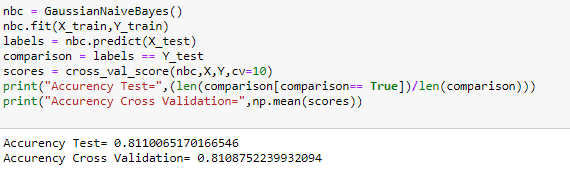 nbc = GaussianNaiveBayes()
nbc.fit(X_train,Y_train)
labels = nbc.predict(X_test)
comparison = labels == Y_test
scores = cross_val_score(nbc,X,Y,cv=10)
print("Accurency Test=",(len(comparison[comparison== True])/len(comparison)))
print("Accurency Cross Validation=",np.mean(scores))
Accurency Test= 0.8110065170166546
Accurency Cross Validation= 0.8108752239932094